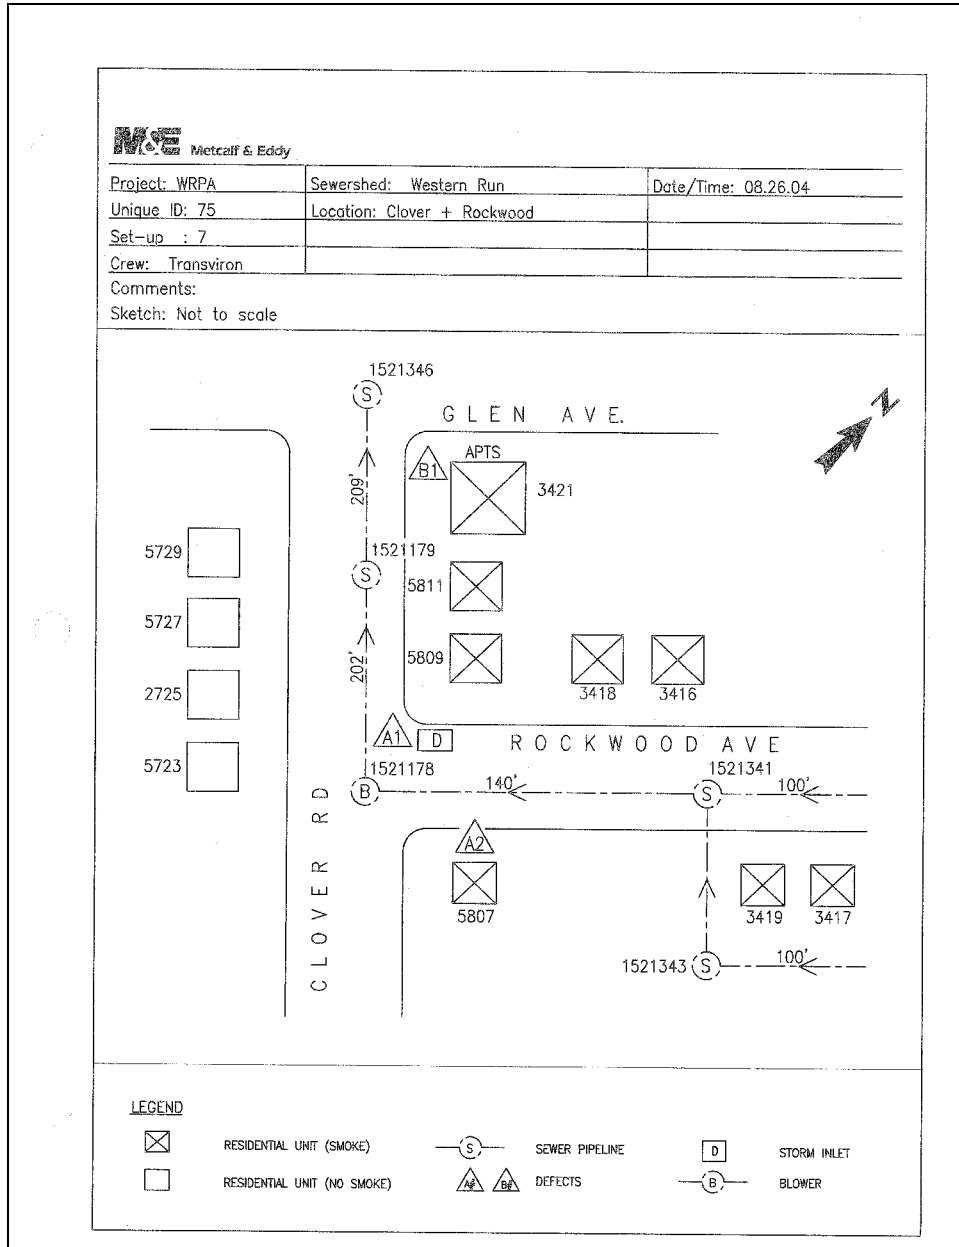 M&E Metcalf & Eddy
Project: WRPA Sewershed: Western Run Date/Time: 08.26.04
Unique ID: 75 Location: Clover + Rockwood
Set-up : 7
Crew: Transviron
Comments:
Sketch: Not to scale
1521346
S
GLEN AVE.
N
B1
APTS
3421
209'
5729
1521179
S
5811
5727
202'
5809
2725
3418
3416
A1
D
ROCKWOOD AVE
5723
1521178
B
140'
1521341
S
100'
CLOVER RD
A2
5807
3419
3417
1521343
S
100'
LEGEND
RESIDENTIAL UNIT (SMOKE)
S
SEWER PIPELINE
D
STORM INLET
RESIDENTIAL UNIT (NO SMOKE)
A#
B#
DEFECTS
B
BLOWER